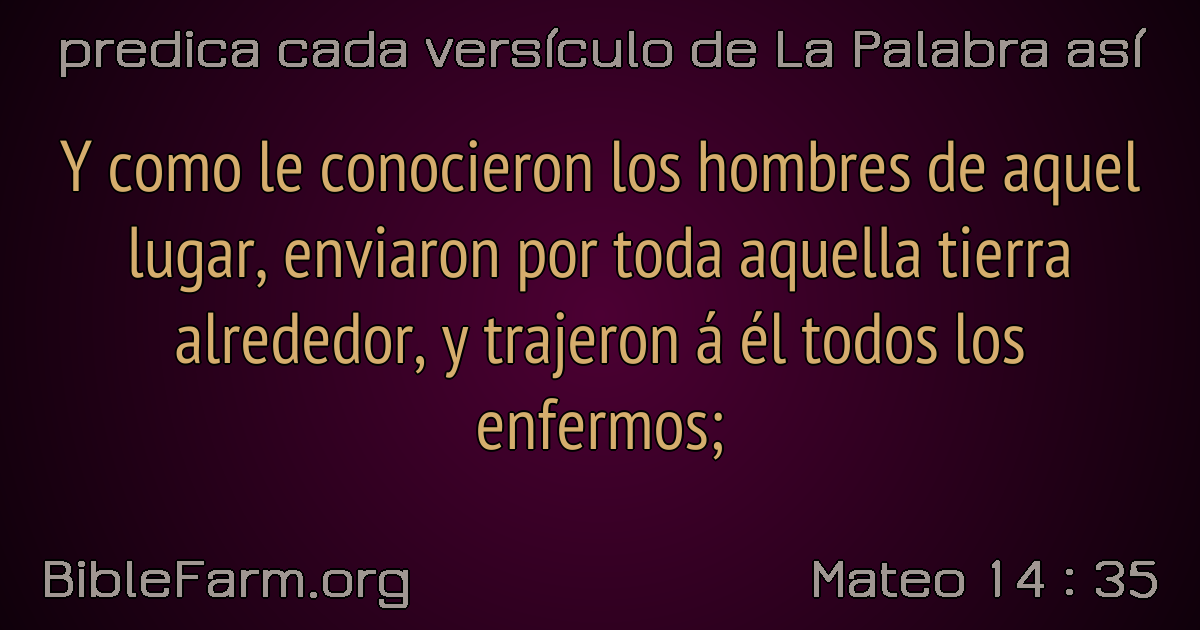 predica cada versículo de La Palabra así
Y como le conocieron los hombres de aquel
lugar, enviaron por toda aquella tierra
alrededor, y trajeron á él todos los
enfermos;
BibleFarm.org
Mateo 14 : 35